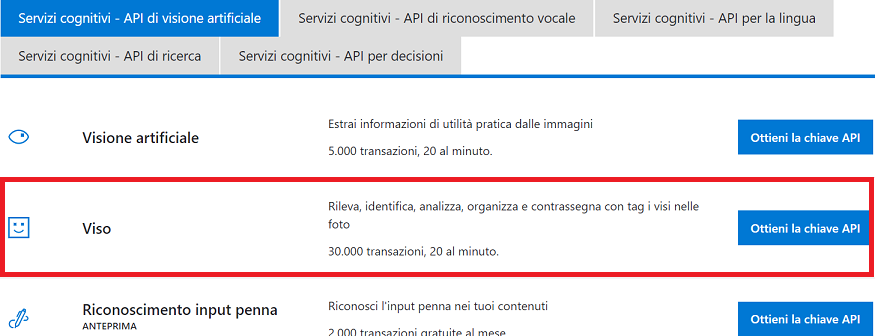 Servizi cognitivi - API di visione artificiale
Servizi cognitivi - API di riconoscimento vocale
Servizi cognitivi - API per la lingua
Servizi cognitivi - API di ricerca
Servizi cognitivi - API per decisioni
Visione artificiale
Estrai informazioni di utilità pratica dalle immagini
5.000 transazioni, 20 al minuto.
Ottieni la chiave API
Viso
Rileva, identifica, analizza, organizza e contrassegna con tag i visi nelle
foto
30.000 transazioni, 20 al minuto.
Ottieni la chiave API
Riconoscimento input penna
ANTEPRIMA
Riconosci l'input penna nei tuoi contenuti
2.000 transazioni gratuite al mese
Ottieni la chiave API